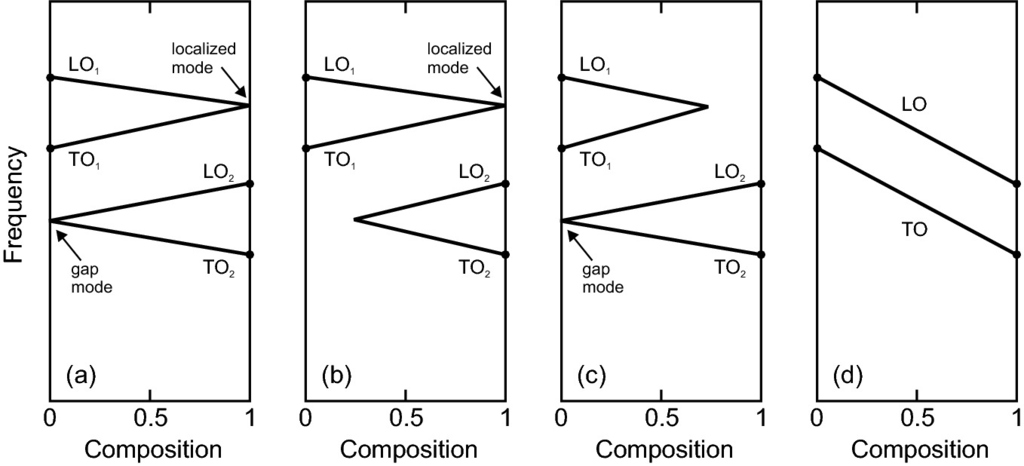 Frequency
LO₁
localized
mode
TO₁
LO₂
gap
mode
TO₂
(a)
0
0.5
1
Composition
LO₁
localized
mode
TO₁
LO₂
TO₂
(b)
0
0.5
1
Composition
LO₁
TO₁
LO₂
gap
mode
TO₂
(c)
0
0.5
1
Composition
LO
TO
(d)
0
0.5
1
Composition